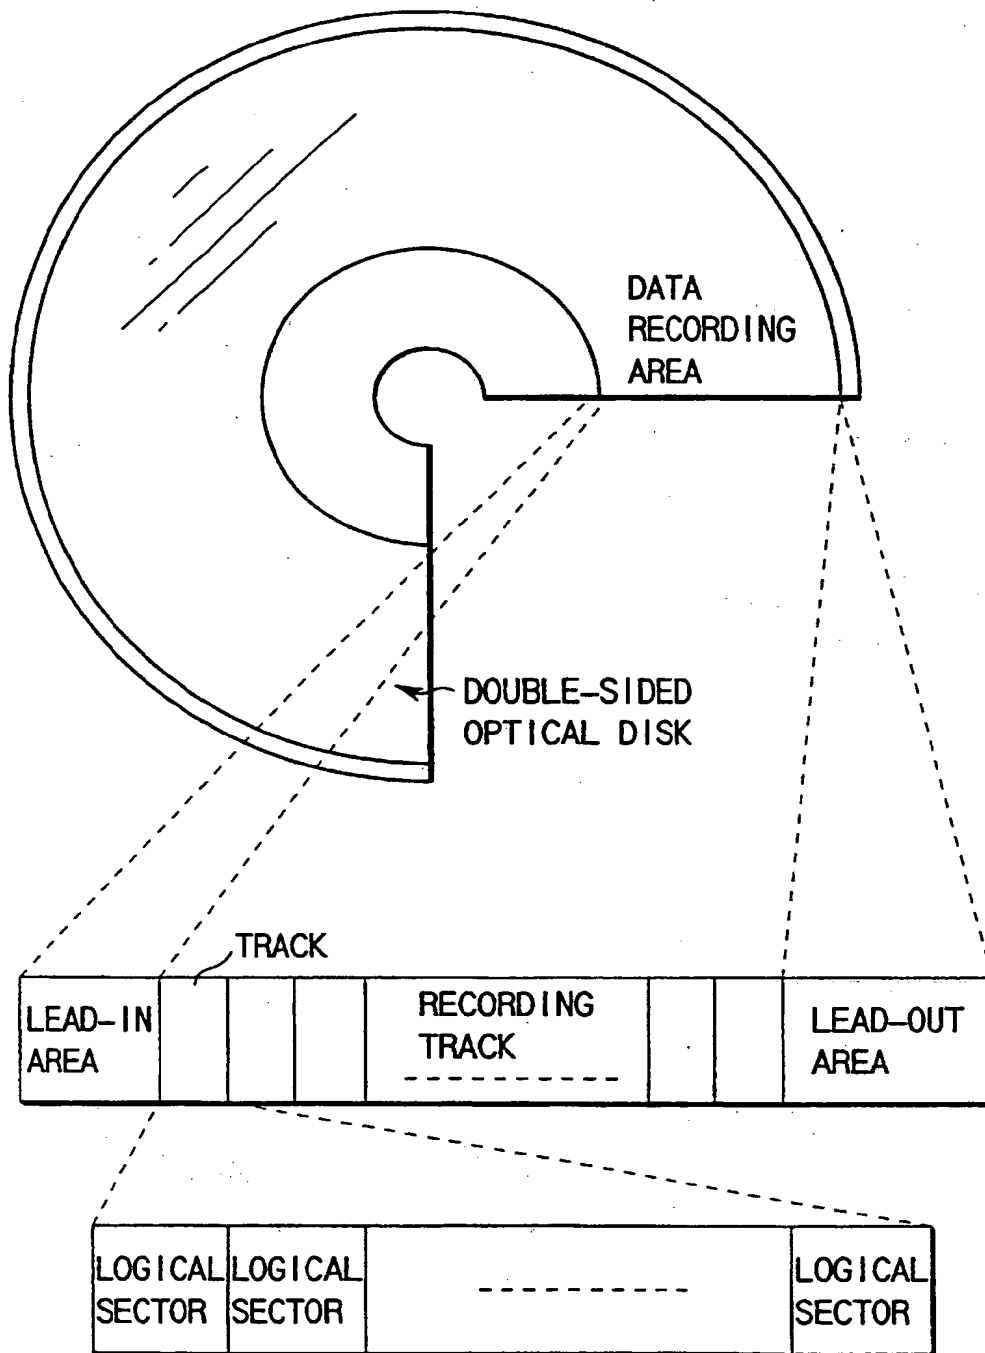 DATA
RECORDING
AREA
DOUBLE-SIDED
OPTICAL DISK
TRACK
LEAD-IN
AREA
RECORDING
TRACK
LEAD-OUT
AREA
LOGICAL
SECTOR
LOGICAL
SECTOR
LOGICAL
SECTOR